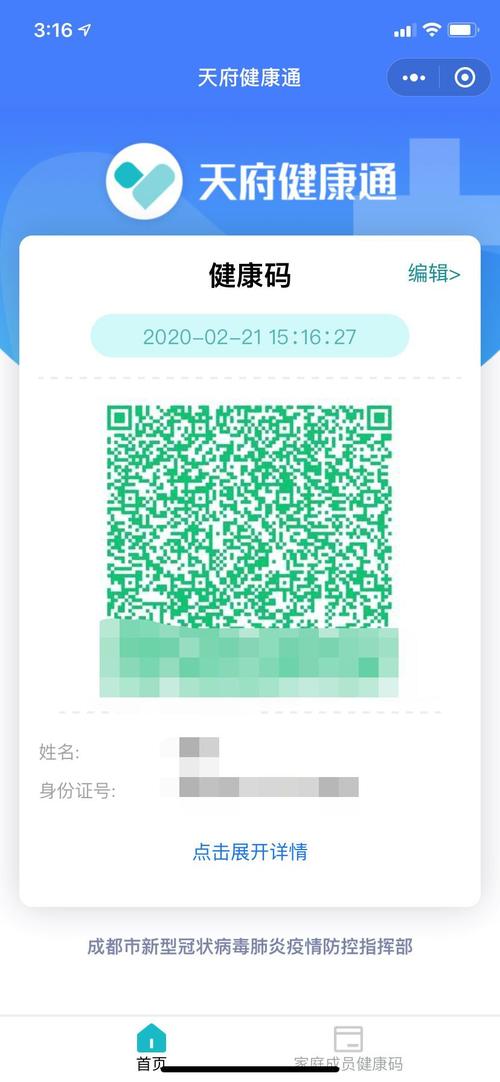 3:16
天府健康通
天府健康通
健康码
编辑>
2020-02-21 15:16:27
姓名:
身份证号:
点击展开详情
成都市新型冠状病毒肺炎疫情防控指挥部
首页
家庭成员健康码